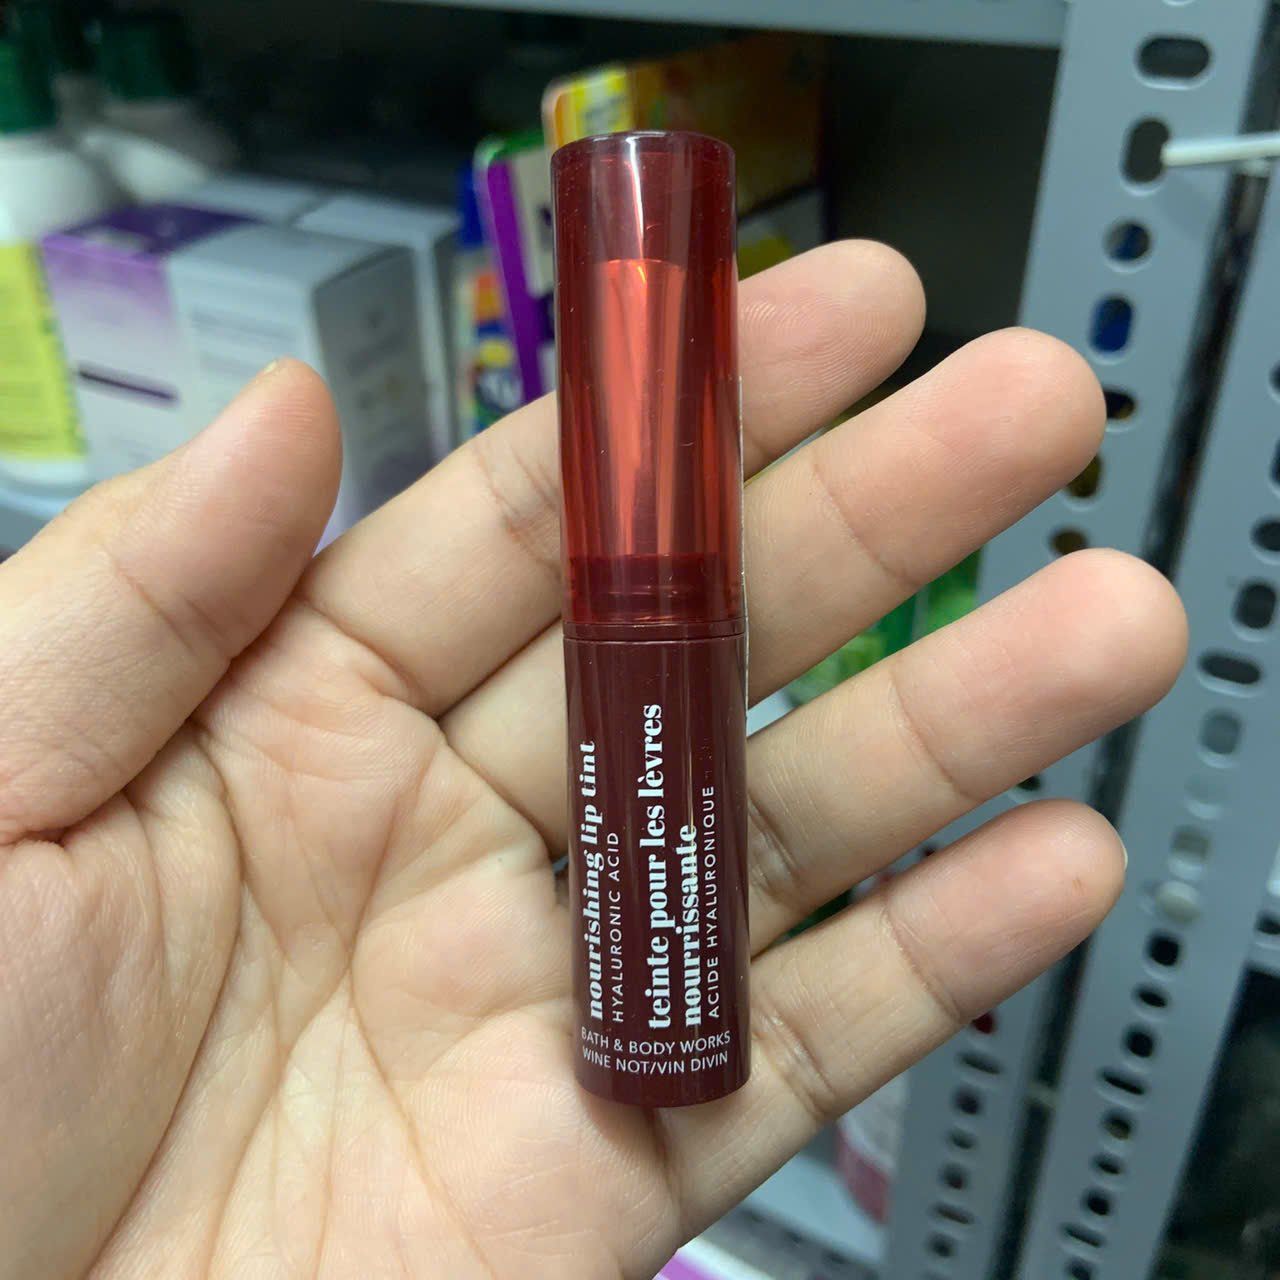 nourishing lip tint
HYALURONIC ACID
teinte pour les lèvres
nourrissante
ACIDE HYALURONIQUE
BATH & BODY WORKS
WINE NOT/VIN DIVIN